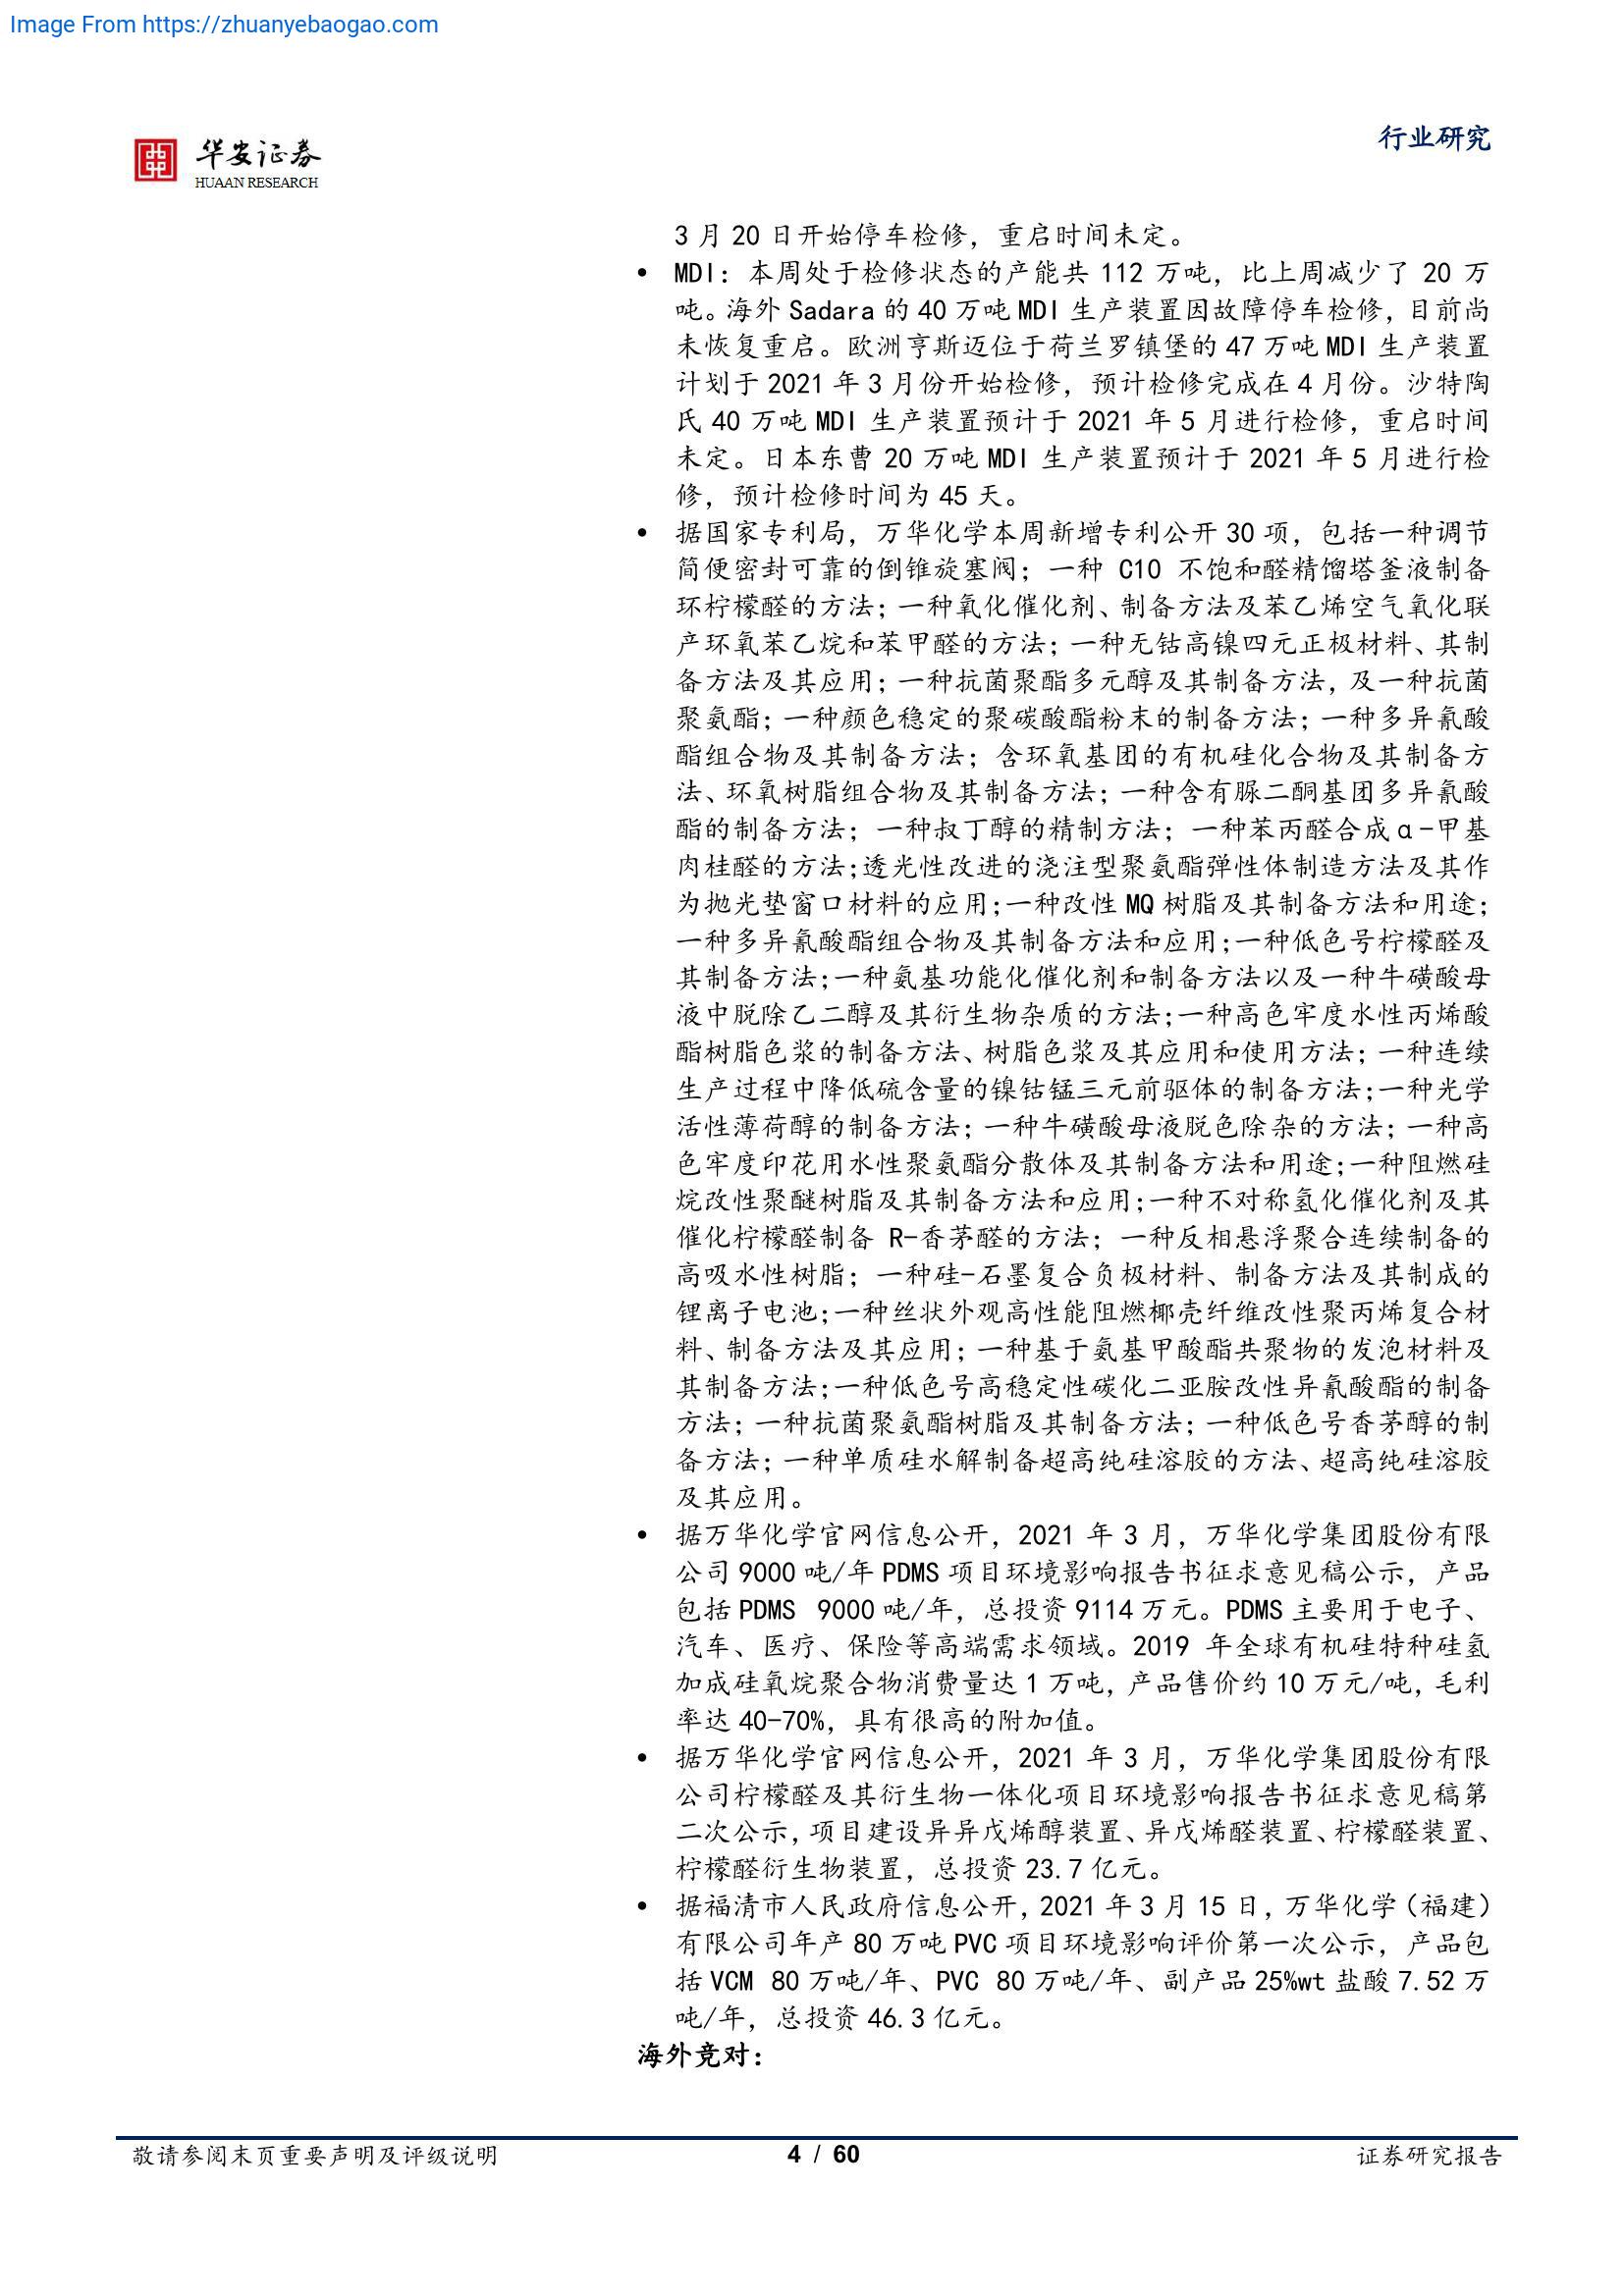 Image From https://zhuanyebaogao.com
华安证券
HUAAN RESEARCH
行业研究
3 月 20 日开始停车检修，重启时间未定。
• MDI：本周处于检修状态的产能共 112 万吨，比上周减少了 20 万
吨。海外 Sadara 的 40 万吨 MDI 生产装置因故障停车检修，目前尚
未恢复重启。欧洲亨斯迈位于荷兰罗镇堡的 47 万吨 MDI 生产装置
计划于 2021 年 3 月份开始检修，预计检修完成在 4 月份。沙特陶
氏 40 万吨 MDI 生产装置预计于 2021 年 5 月进行检修，重启时间
未定。日本东曹 20 万吨 MDI 生产装置预计于 2021 年 5 月进行检
修，预计检修时间为 45 天。
• 据国家专利局，万华化学本周新增专利公开 30 项，包括一种调节
简便密封可靠的倒锥旋塞阀；一种 C10 不饱和醛精馏塔釜液制备
环柠檬醛的方法；一种氧化催化剂、制备方法及苯乙烯空气氧化联
产环氧苯乙烷和苯甲醛的方法；一种无钴高镍四元正极材料、其制
备方法及其应用；一种抗菌聚酯多元醇及其制备方法，及一种抗菌
聚氨酯；一种颜色稳定的聚碳酸酯粉末的制备方法；一种多异氰酸
酯组合物及其制备方法；含环氧基团的有机硅化合物及其制备方
法、环氧树脂组合物及其制备方法；一种含有脲二酮基团多异氰酸
酯的制备方法；一种叔丁醇的精制方法；一种苯丙醛合成α-甲基
肉桂醛的方法;透光性改进的浇注型聚氨酯弹性体制造方法及其作
为抛光垫窗口材料的应用;一种改性 MQ 树脂及其制备方法和用途；
一种多异氰酸酯组合物及其制备方法和应用;一种低色号柠檬醛及
其制备方法;一种氨基功能化催化剂和制备方法以及一种牛磺酸母
液中脱除乙二醇及其衍生物杂质的方法;一种高色牢度水性丙烯酸
酯树脂色浆的制备方法、树脂色浆及其应用和使用方法；一种连续
生产过程中降低硫含量的镍钴锰三元前驱体的制备方法;一种光学
活性薄荷醇的制备方法；一种牛磺酸母液脱色除杂的方法；一种高
色牢度印花用水性聚氨酯分散体及其制备方法和用途;一种阻燃硅
烷改性聚醚树脂及其制备方法和应用;一种不对称氢化催化剂及其
催化柠檬醛制备 R-香茅醛的方法；一种反相悬浮聚合连续制备的
高吸水性树脂；一种硅-石墨复合负极材料、制备方法及其制成的
锂离子电池;一种丝状外观高性能阻燃椰壳纤维改性聚丙烯复合材
料、制备方法及其应用；一种基于氨基甲酸酯共聚物的发泡材料及
其制备方法;一种低色号高稳定性碳化二亚胺改性异氰酸酯的制备
方法；一种抗菌聚氨酯树脂及其制备方法；一种低色号香茅醇的制
备方法；一种单质硅水解制备超高纯硅溶胶的方法、超高纯硅溶胶
及其应用。
• 据万华化学官网信息公开，2021 年 3 月，万华化学集团股份有限
公司 9000 吨/年 PDMS 项目环境影响报告书征求意见稿公示，产品
包括 PDMS 9000 吨/年，总投资 9114 万元。PDMS 主要用于电子、
汽车、医疗、保险等高端需求领域。2019 年全球有机硅特种硅氢
加成硅氧烷聚合物消费量达 1 万吨，产品售价约 10 万元/吨，毛利
率达 40-70%，具有很高的附加值。
• 据万华化学官网信息公开，2021 年 3 月，万华化学集团股份有限
公司柠檬醛及其衍生物一体化项目环境影响报告书征求意见稿第
二次公示，项目建设异异戊烯醇装置、异戊烯醛装置、柠檬醛装置、
柠檬醛衍生物装置，总投资 23.7 亿元。
• 据福清市人民政府信息公开，2021 年 3 月 15 日，万华化学（福建）
有限公司年产 80 万吨 PVC 项目环境影响评价第一次公示，产品包
括 VCM 80 万吨/年、PVC 80 万吨/年、副产品 25%wt 盐酸 7.52 万
吨/年，总投资 46.3 亿元。
海外竞对：
敬请参阅末页重要声明及评级说明
4 / 60
证券研究报告